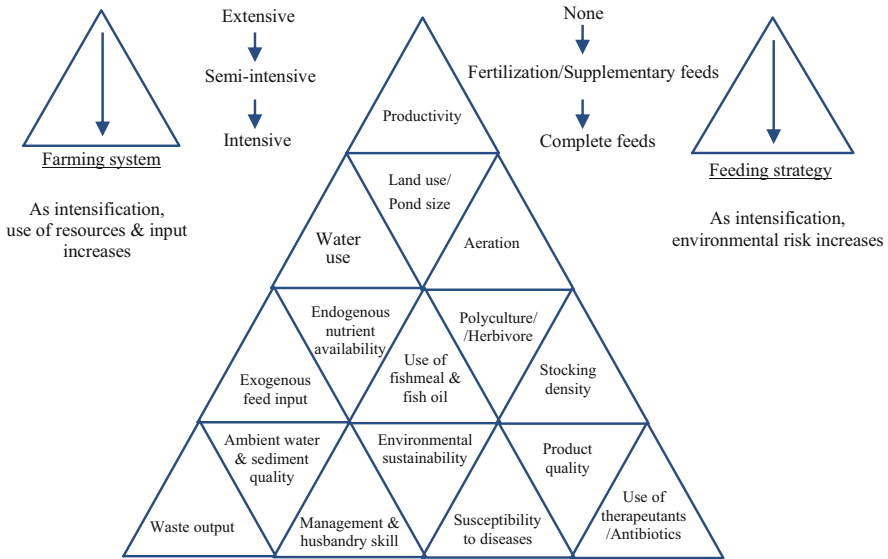 Extensive
Semi-intensive
Intensive
None
Fertilization/Supplementary feeds
Complete feeds
Farming system
As intensification,
use of resources & input
increases
Feeding strategy
As intensification,
environmental risk increases
Productivity
Water
use
Land use/
Pond size
Aeration
Exogenous
feed input
Endogenous
nutrient
availability
Use of
fishmeal &
fish oil
Polyculture/
/Herbivore
Stocking
density
Waste output
Ambient water
& sediment
quality
Management &
husbandry skill
Environmental
sustainability
Susceptibility
to diseases
Product
quality
Use of
therapeutants
/Antibiotics